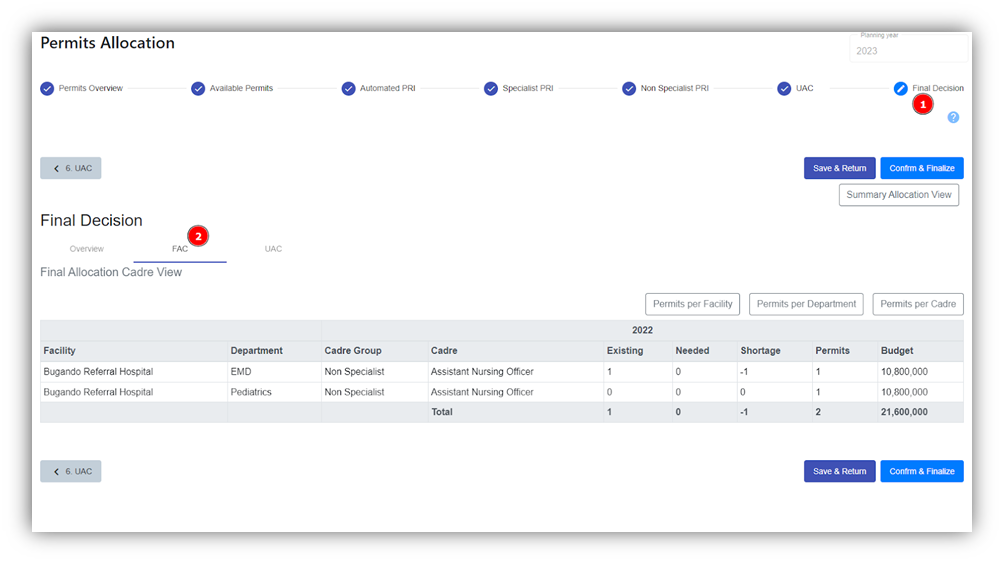 Permits Allocation
Planning year
2023
Permits Overview
Available Permits
Automated PRI
Specialist PRI
Non Specialist PRI
UAC
Final Decision
1
?
6. UAC
Save & Return
Confrm & Finalize
Summary Allocation View
Final Decision
2
Overview
FAC
UAC
Final Allocation Cadre View
Permits per Facility
Permits per Department
Permits per Cadre
2022
Facility Department Cadre Group Cadre Existing Needed Shortage Permits Budget
Bugando Referral Hospital EMD Non Specialist Assistant Nursing Officer 1 0 -1 1 10,800,000
Bugando Referral Hospital Pediatrics Non Specialist Assistant Nursing Officer 0 0 0 1 10,800,000
Total 1 0 -1 2 21,600,000
6. UAC
Save & Return
Confrm & Finalize